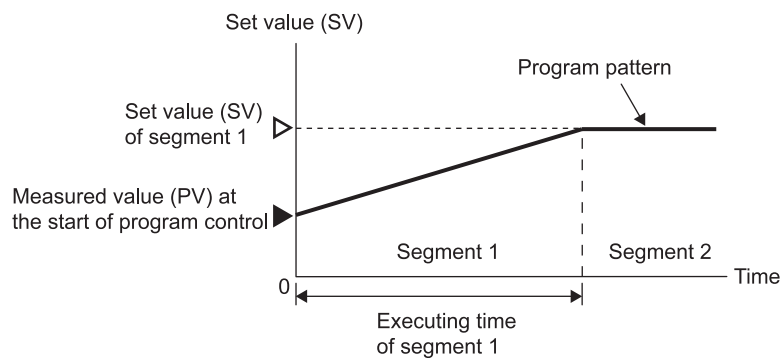 Set value (SV)
Program pattern
Set value (SV)
of segment 1
Measured value (PV) at
the start of program control
Segment 1
Segment 2
0
Time
Executing time
of segment 1